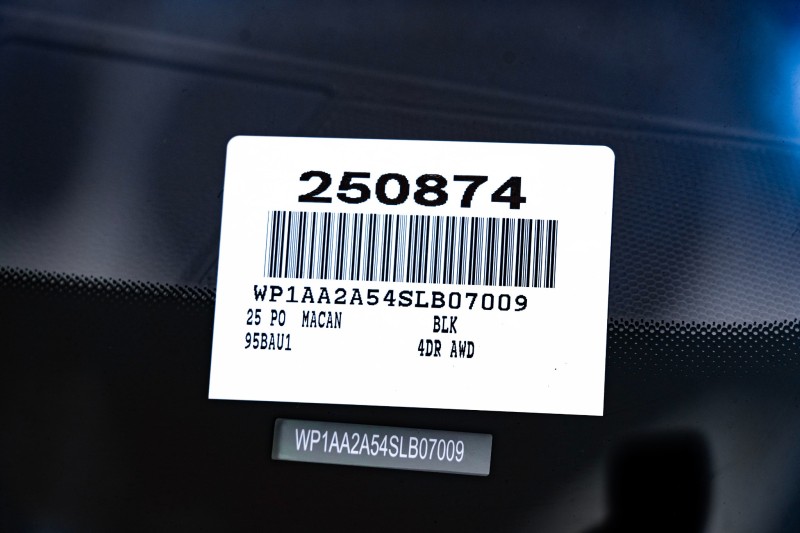 250874
WP1AA2A54SLB07009
25 PO MACAN BLK
95BAU1 4DR AWD
WP1AA2A54SLB07009